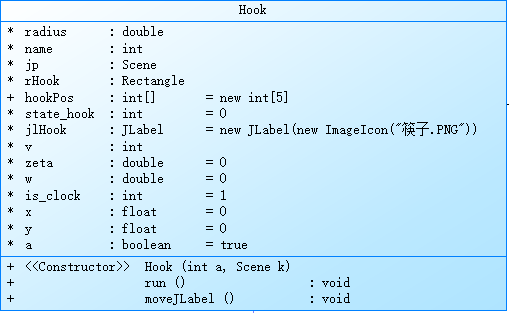 Hook
* radius : double
* name : int
* jp : Scene
* rHook : Rectangle
+ hookPos : int[] = new int[5]
* state_hook : int = 0
* jlHook : JLabel = new JLabel(new ImageIcon("筷子.PNG"))
* v : int
* zeta : double = 0
* w : double = 0
* is_clock : int = 1
* x : float = 0
* y : float = 0
* a : boolean = true
+ <<Constructor>> Hook (int a, Scene k)
+ run () : void
+ moveJLabel () : void